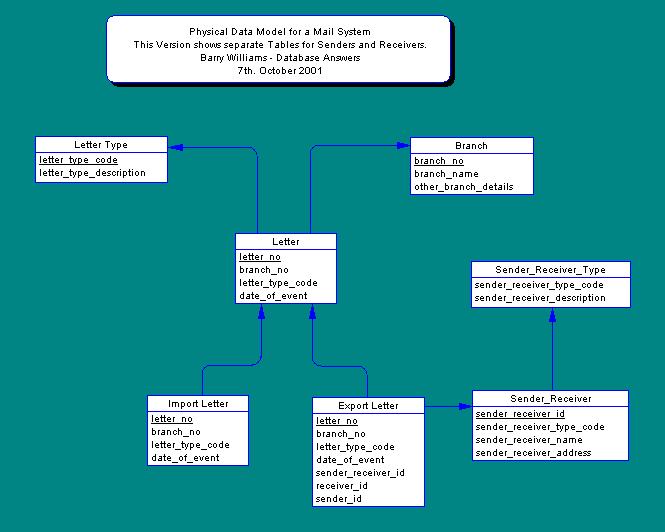 Physical Data Model for a Mail System
This Version shows separate Tables for Senders and Receivers.
Barry Williams - Database Answers
7th. October 2001
Letter Type
letter_type_code
letter_type_description
Branch
branch_no
branch_name
other_branch_details
Letter
letter_no
branch_no
letter_type_code
date_of_event
Sender_Receiver_Type
sender_receiver_type_code
sender_receiver_description
Import Letter
letter_no
branch_no
letter_type_code
date_of_event
Export Letter
letter_no
branch_no
letter_type_code
date_of_event
sender_receiver_id
receiver_id
sender_id
Sender_Receiver
sender_receiver_id
sender_receiver_type_code
sender_receiver_name
sender_receiver_address